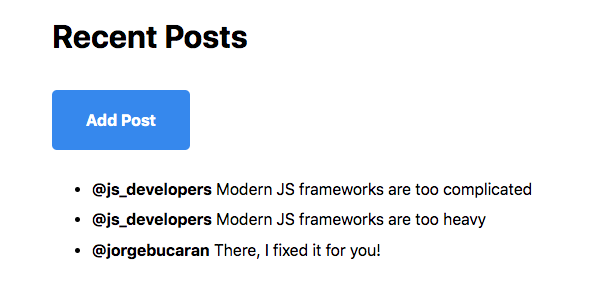 Recent Posts
Add Post
@js_developers Modern JS frameworks are too complicated
@js_developers Modern JS frameworks are too heavy
@jorgebucaran There, I fixed it for you!